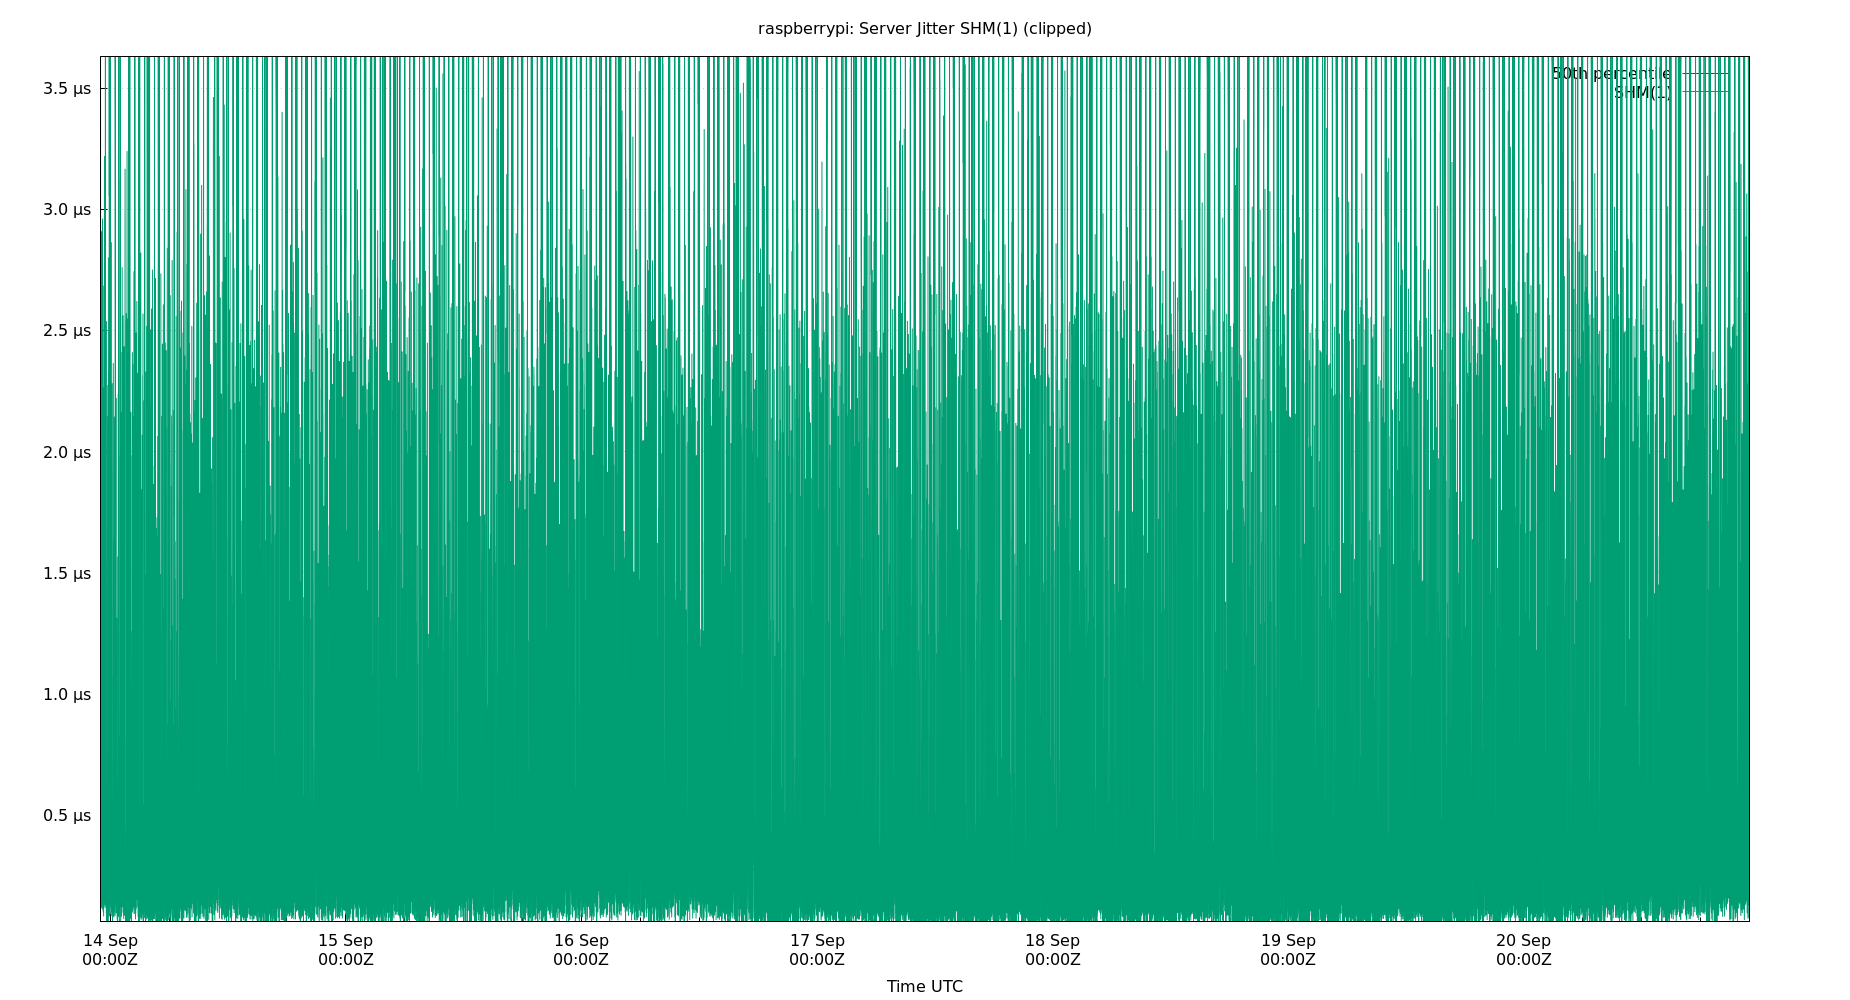 raspberrypi: Server Jitter SHM(1) (clipped)
50th percentile
SHM(1)
3.5 µs
3.0 µs
2.5 µs
2.0 µs
1.5 µs
1.0 µs
0.5 µs
14 Sep 15 Sep 16 Sep 17 Sep 18 Sep 19 Sep 20 Sep
00:00Z 00:00Z 00:00Z 00:00Z 00:00Z 00:00Z 00:00Z
Time UTC